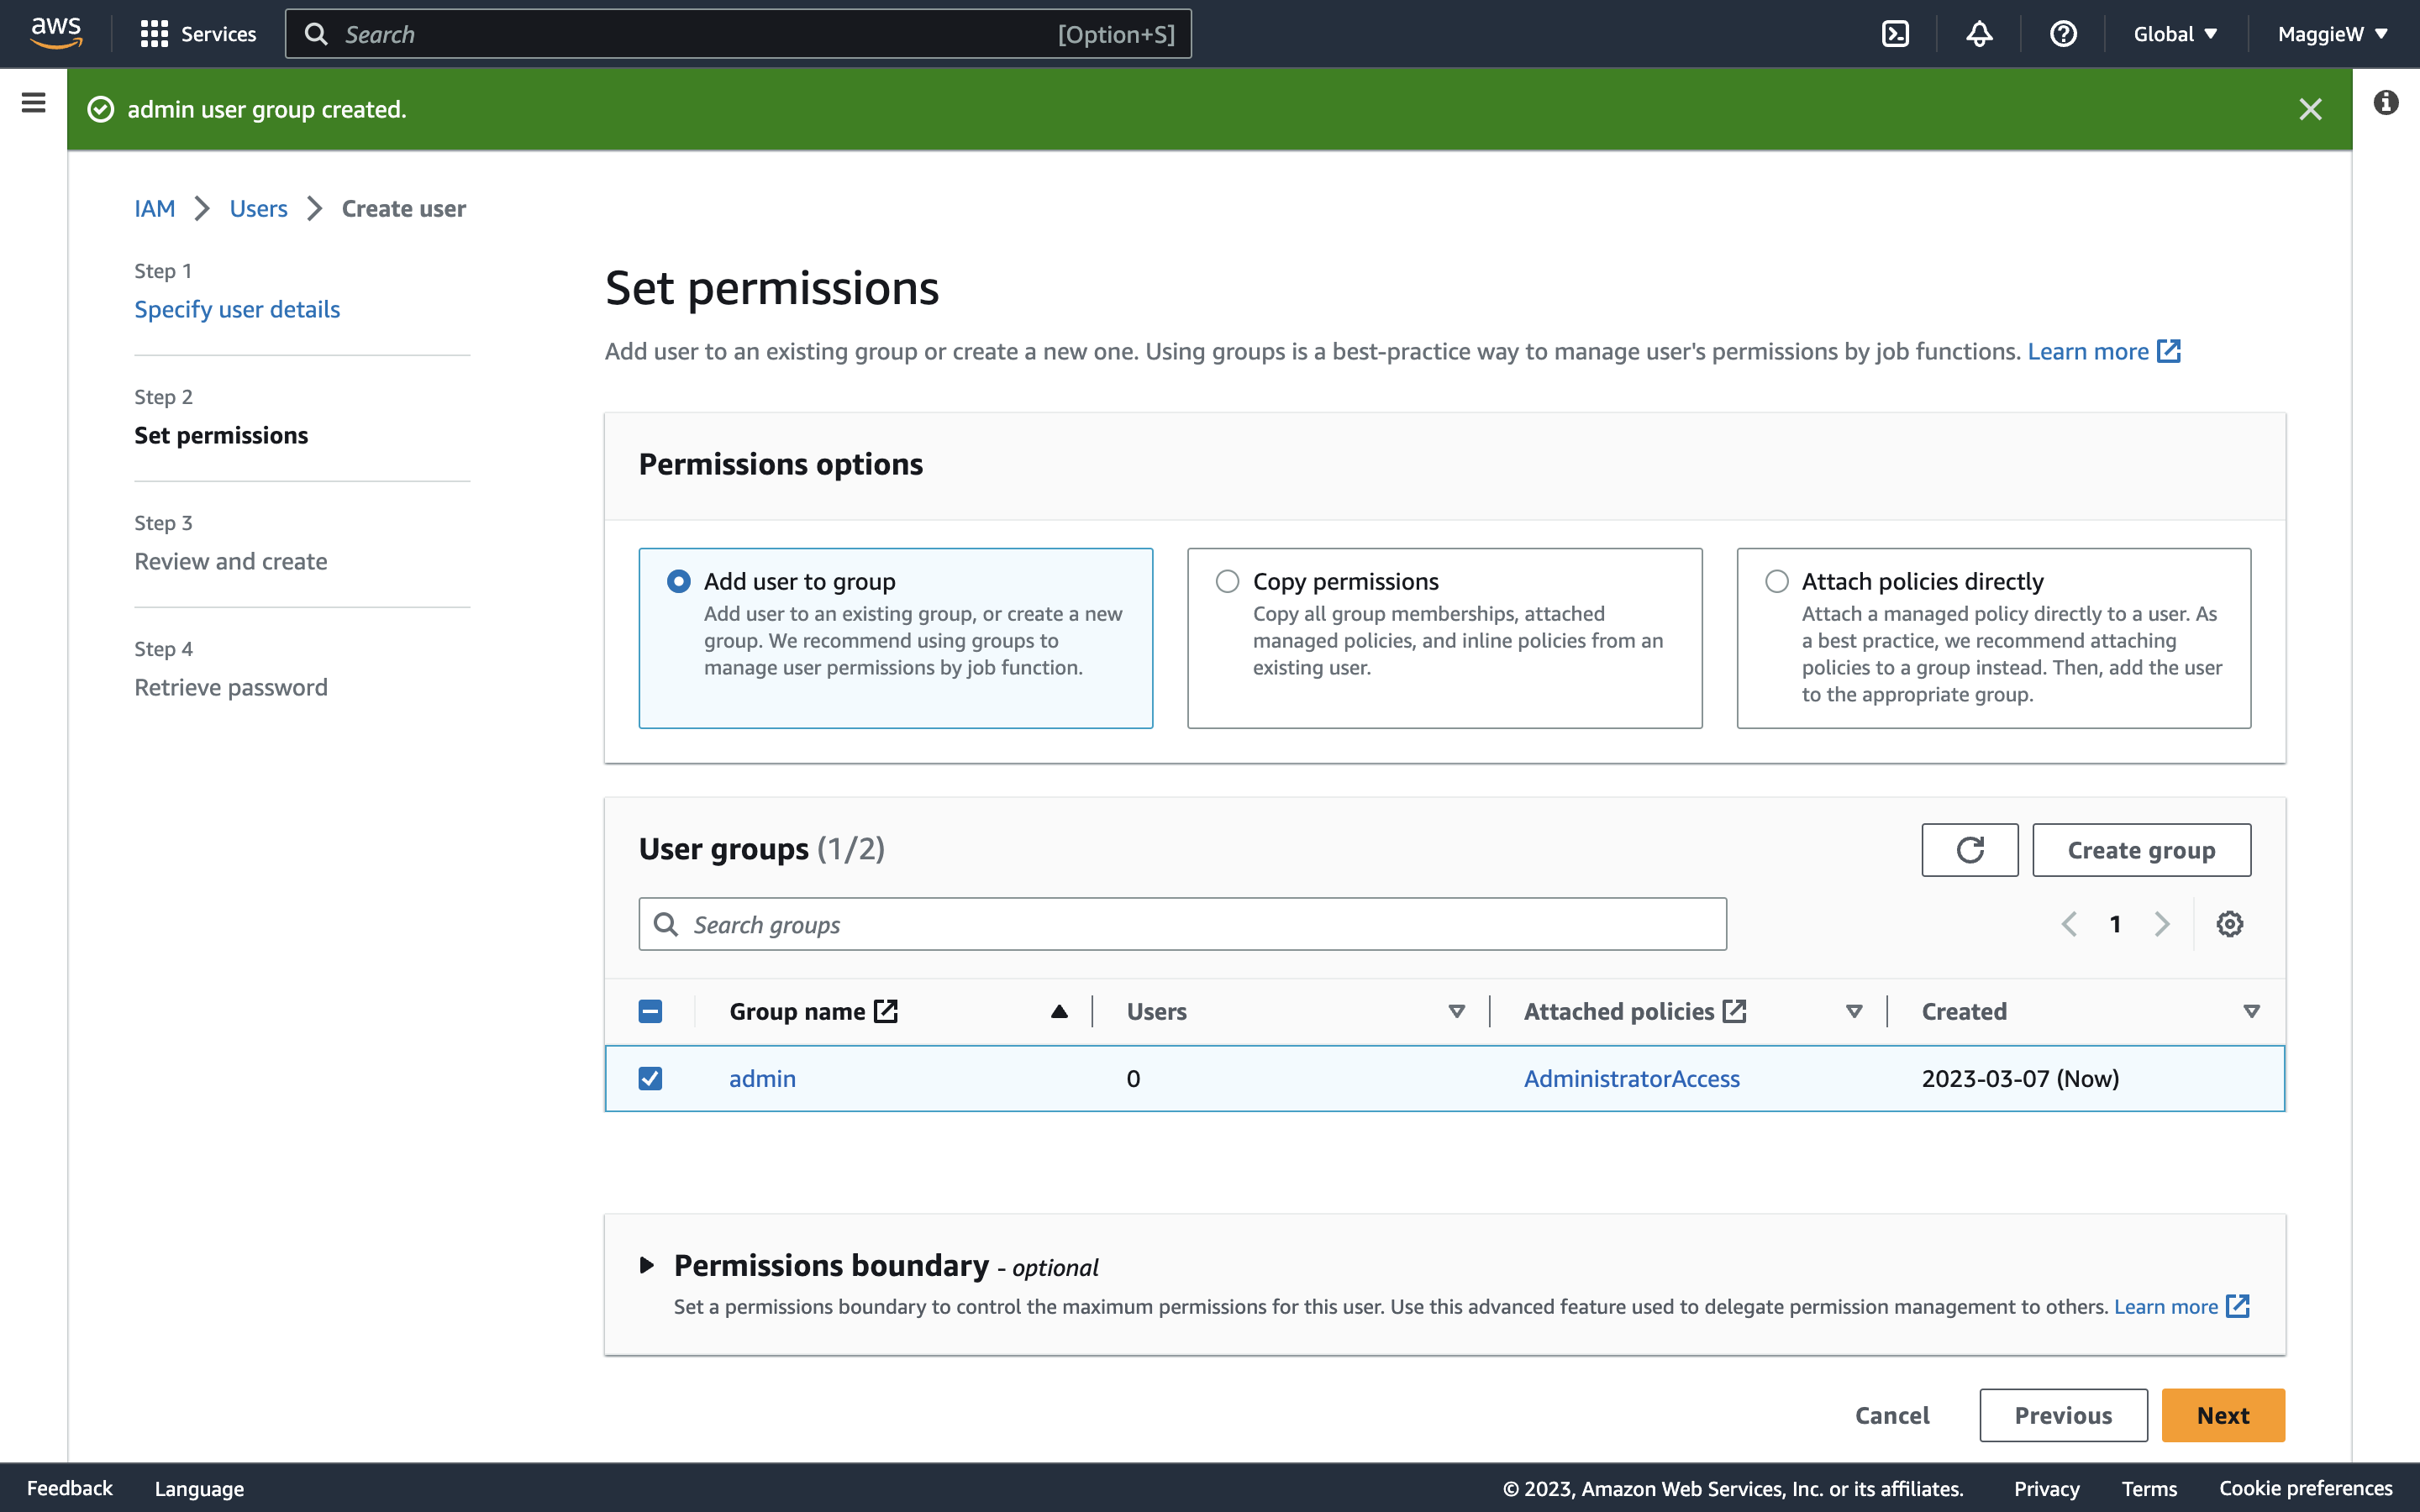 aws
Services
Search
[Option+S]
Global
MaggieW
admin user group created.
IAM
Users
Create user
Step 1
Specify user details
Step 2
Set permissions
Step 3
Review and create
Step 4
Retrieve password
Set permissions
Add user to an existing group or create a new one. Using groups is a best-practice way to manage user's permissions by job functions. Learn more
Permissions options
Add user to group
Add user to an existing group, or create a new
group. We recommend using groups to
manage user permissions by job function.
Copy permissions
Copy all group memberships, attached
managed policies, and inline policies from an
existing user.
Attach policies directly
Attach a managed policy directly to a user. As
a best practice, we recommend attaching
policies to a group instead. Then, add the user
to the appropriate group.
User groups (1/2)
Create group
Search groups
1
Group name
Users
Attached policies
Created
admin
0
AdministratorAccess
2023-03-07 (Now)
Permissions boundary - optional
Set a permissions boundary to control the maximum permissions for this user. Use this advanced feature used to delegate permission management to others. Learn more
Cancel
Previous
Next
Feedback
Language
© 2023, Amazon Web Services, Inc. or its affiliates.
Privacy
Terms
Cookie preferences